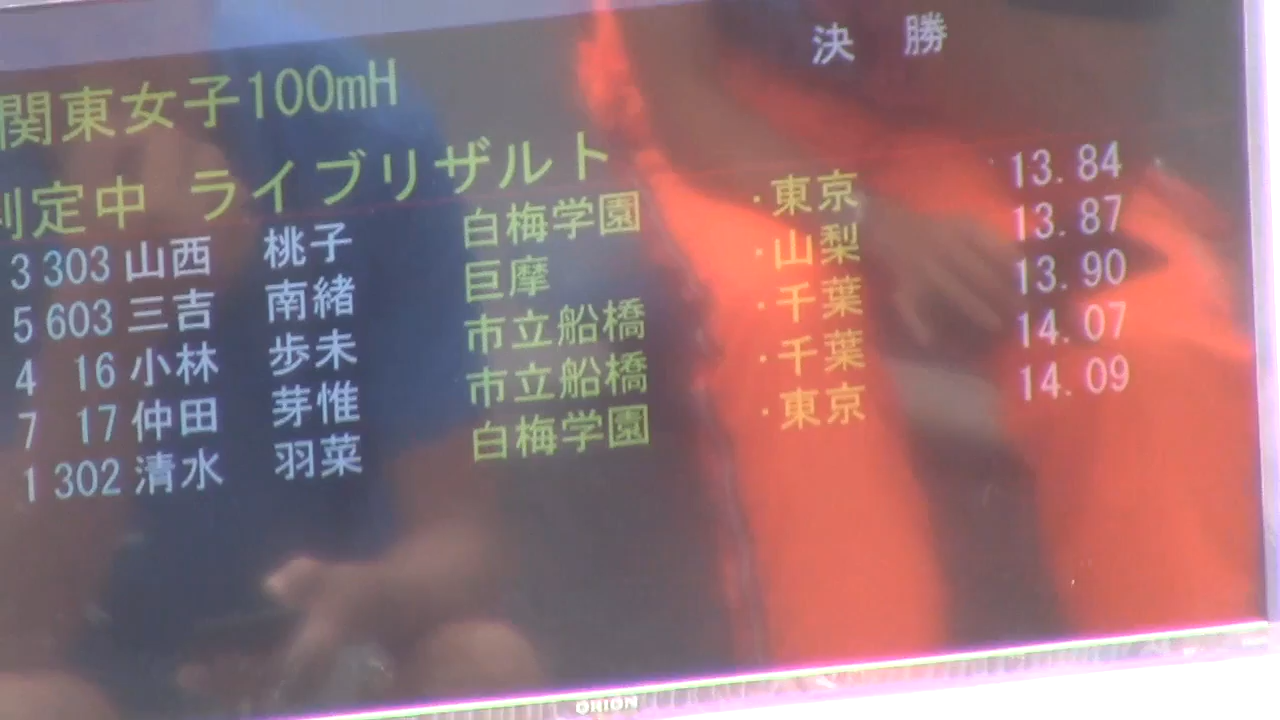 決 勝
関東女子100mH
判定中 ライブリザルト
3 303 山西 桃子 白梅学園 ・東京 13.84
5 603 三吉 南緒 巨摩 ・山梨 13.87
4 16 小林 歩未 市立船橋 ・千葉 13.90
7 17 仲田 芽惟 市立船橋 ・千葉 14.07
1 302 清水 羽菜 白梅学園 ・東京 14.09
ORION